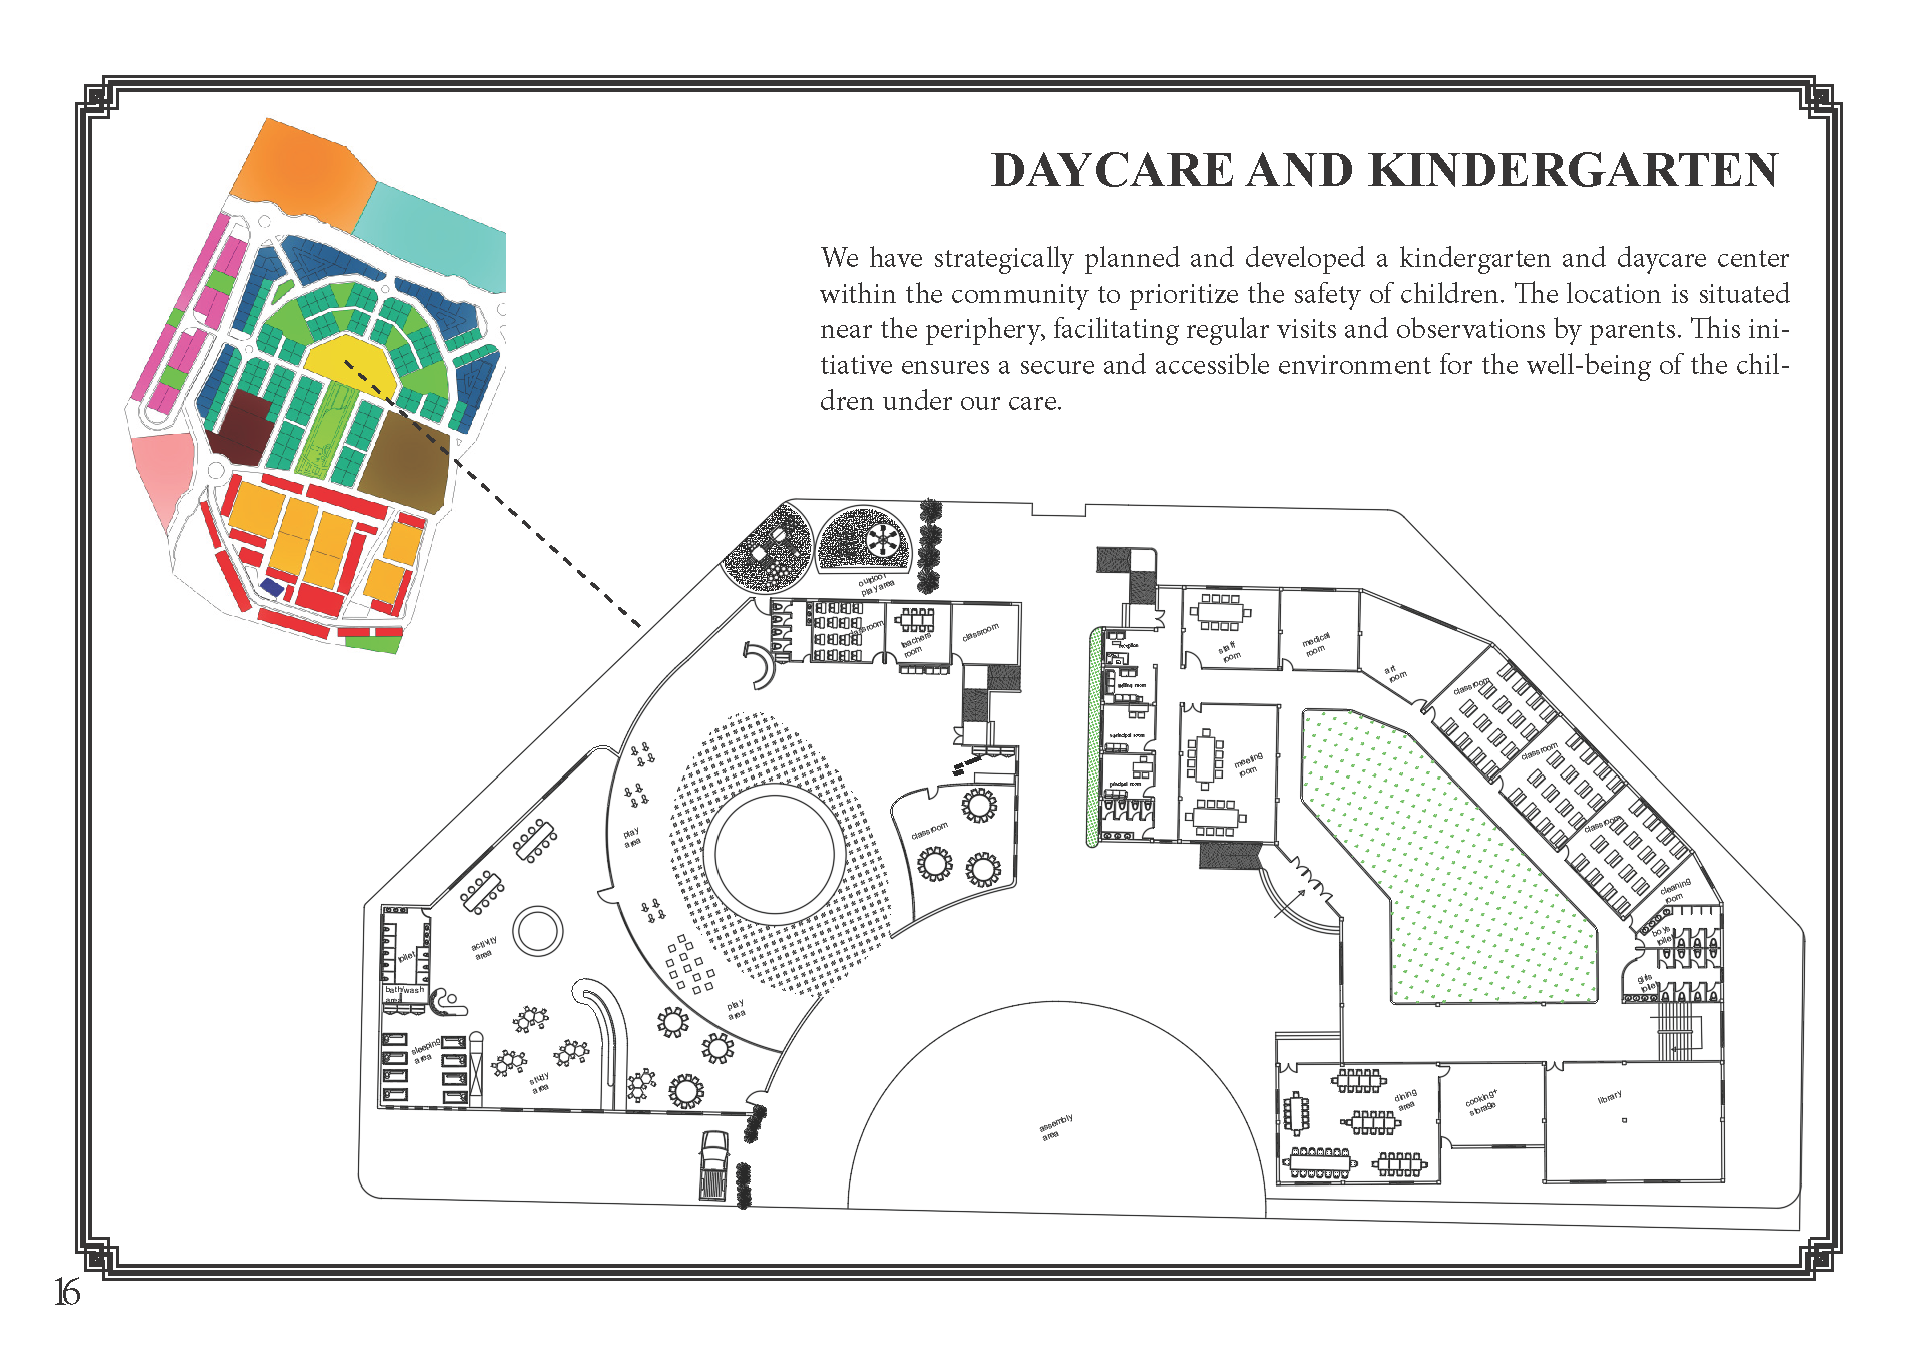 DAYCARE AND KINDERGARTEN
We have strategically planned and developed a kindergarten and daycare center
within the community to prioritize the safety of children. The location is situated
near the periphery, facilitating regular visits and observations by parents. This ini-
tiative ensures a secure and accessible environment for the well-being of the chil-
dren under our care.
outdoor
play area
classroom
teachers
room
classroom
reception
waiting room
v.principal room
principal room
staff
room
medical
room
art
room
classroom
classroom
classroom
meeting
room
cleaning
room
boys
toilet
girls
toilet
play
area
classroom
activity
area
toilet
bath/wash
area
sleeping
area
study
area
play
area
assembly
area
dining
area
cooking+
storage
library
16